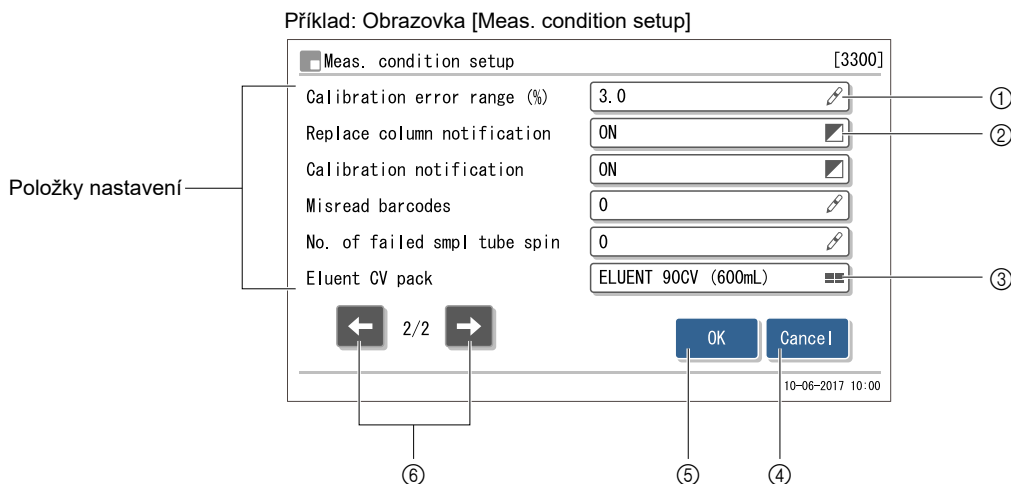 Příklad: Obrazovka [Meas. condition setup]
Meas. condition setup [3300]
Calibration error range (%) 3.0 ①
Replace column notification ON ②
Calibration notification ON
Položky nastavení
Misread barcodes 0
No. of failed smpl tube spin 0
Eluent CV pack ELUENT 90CV (600mL) ③
2/2 OK Cancel
10-06-2017 10:00
⑥ ⑤ ④